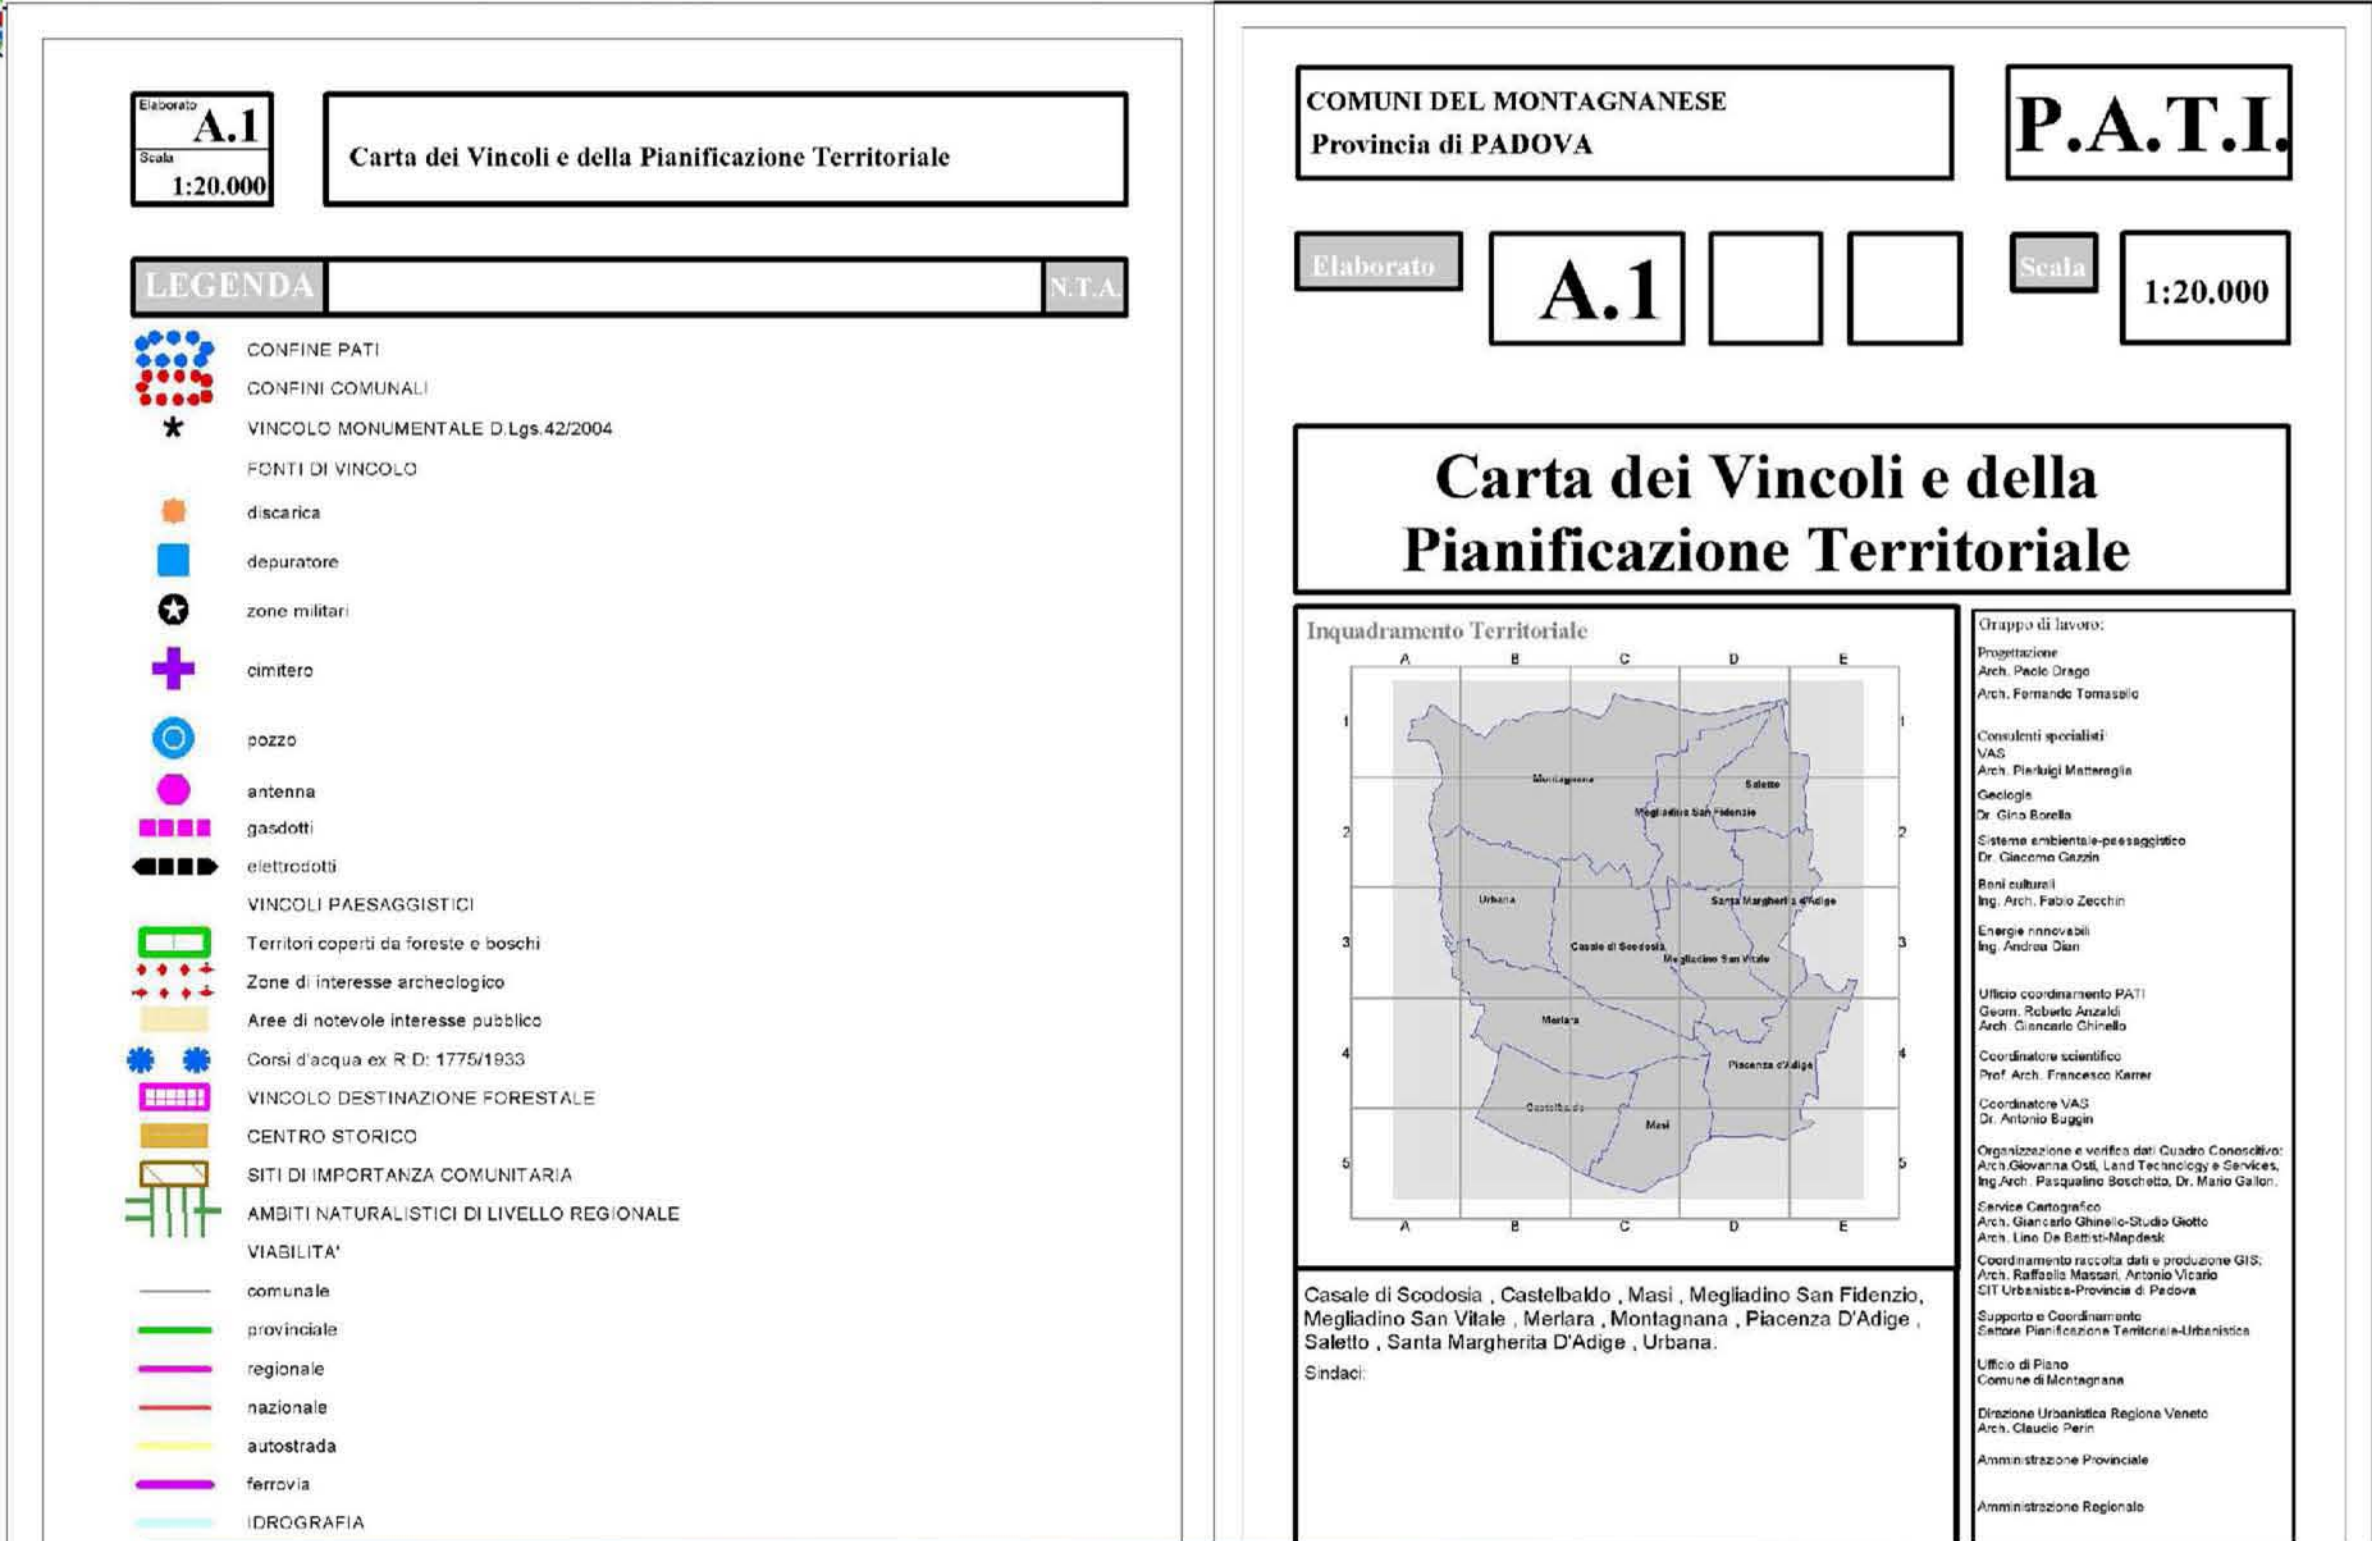 Elaborato
A.1
Scala
1:20.000
Carta dei Vincoli e della Pianificazione Territoriale
LEGENDA
N.T.A.
CONFINE PATI
CONFINI COMUNALI
VINCOLO MONUMENTALE D.Lgs.42/2004
FONTI DI VINCOLO
discarica
depuratore
zone militari
cimitero
pozzo
antenna
gasdotti
elettrodotti
VINCOLI PAESAGGISTICI
Territori coperti da foreste e boschi
Zone di interesse archeologico
Aree di notevole interesse pubblico
Corsi d'acqua ex R.D: 1775/1933
VINCOLO DESTINAZIONE FORESTALE
CENTRO STORICO
SITI DI IMPORTANZA COMUNITARIA
AMBITI NATURALISTICI DI LIVELLO REGIONALE
VIABILITA'
comunale
provinciale
regionale
nazionale
autostrada
ferrovia
IDROGRAFIA
COMUNI DEL MONTAGNANESE
Provincia di PADOVA
P.A.T.I.
Elaborato
A.1
Scala
1:20.000
Carta dei Vincoli e della
Pianificazione Territoriale
Inquadramento Territoriale
A B C D E
1 1
Montagnana
Saletto
Megliadino San Fidenzio
2 2
Urbana
Santa Margherita d'Adige
3 3
Casale di Scodosia
Megliadino San Vitale
Merlara
4 4
Piacenza d'Adige
Castelbaldo
Masi
5 5
A B C D E
Casale di Scodosia , Castelbaldo , Masi , Megliadino San Fidenzio,
Megliadino San Vitale , Merlara , Montagnana , Piacenza D'Adige ,
Saletto , Santa Margherita D'Adige , Urbana.
Sindaci:
Gruppo di lavoro:
Progettazione
Arch. Paolo Drago
Arch. Fernando Tomasello
Consulenti specialisti
VAS
Arch. Pierluigi Matteraglia
Geologia
Dr. Gino Borella
Sistema ambientale-paesaggistico
Dr. Giacomo Gazzin
Beni culturali
Ing. Arch. Fabio Zecchin
Energie rinnovabili
Ing. Andrea Dian
Ufficio coordinamento PATI
Geom. Roberto Anzaldi
Arch. Giancarlo Ghinello
Coordinatore scientifico
Prof. Arch. Francesco Karrer
Coordinatore VAS
Dr. Antonio Buggin
Organizzazione e verifica dati Quadro Conoscitivo:
Arch.Giovanna Osti, Land Technology e Services,
Ing.Arch. Pasqualino Boschetto, Dr. Mario Gallon.
Service Cartografico
Arch. Giancarlo Ghinello-Studio Giotto
Arch. Lino De Battisti-Mapdesk
Coordinamento raccolta dati e produzione GIS:
Arch. Raffaella Massari, Antonio Vicario
SIT Urbanistica-Provincia di Padova
Supporto e Coordinamento
Settore Pianificazione Territoriale-Urbanistica
Ufficio di Piano
Comune di Montagnana
Direzione Urbanistica Regione Veneto
Arch. Claudio Perin
Amministrazione Provinciale
Amministrazione Regionale